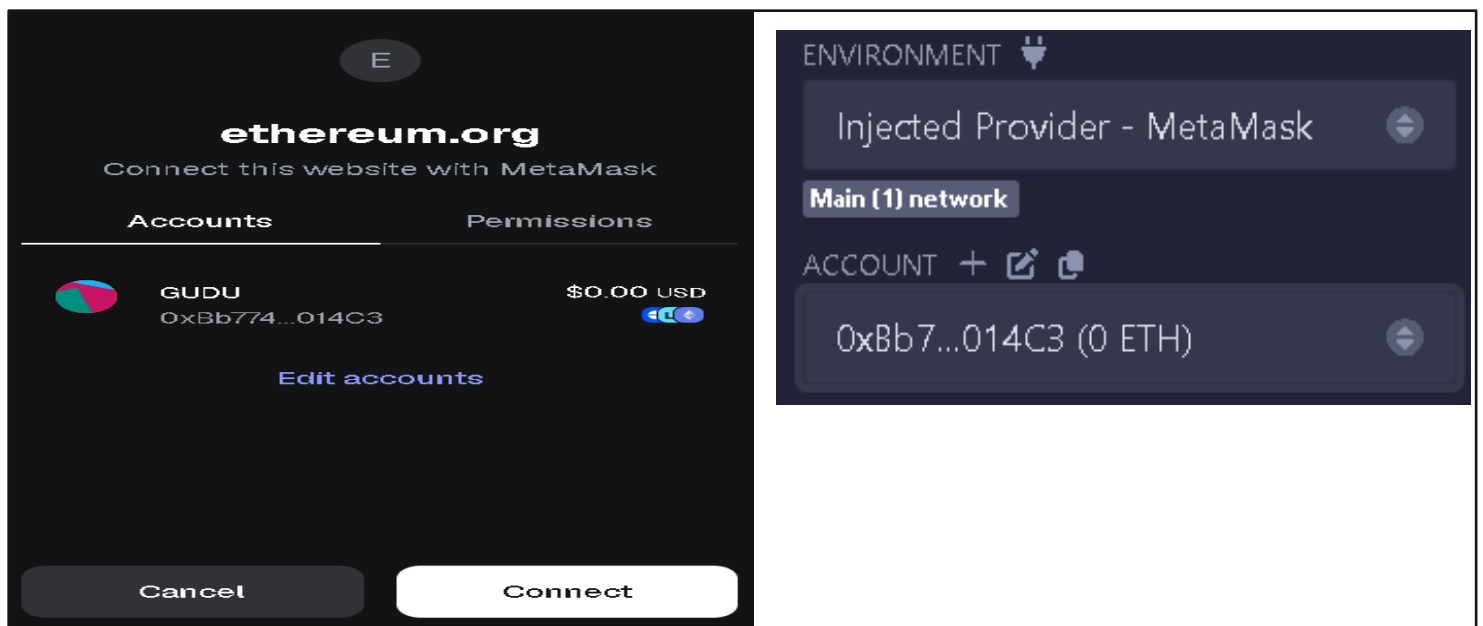 E
ethereum.org
Connect this website with MetaMask
Accounts Permissions
GUDU $0.00 USD
0xBb774...014C3
Edit accounts
Cancel Connect
ENVIRONMENT
Injected Provider - MetaMask
Main (1) network
ACCOUNT
0xBb7...014C3 (0 ETH)